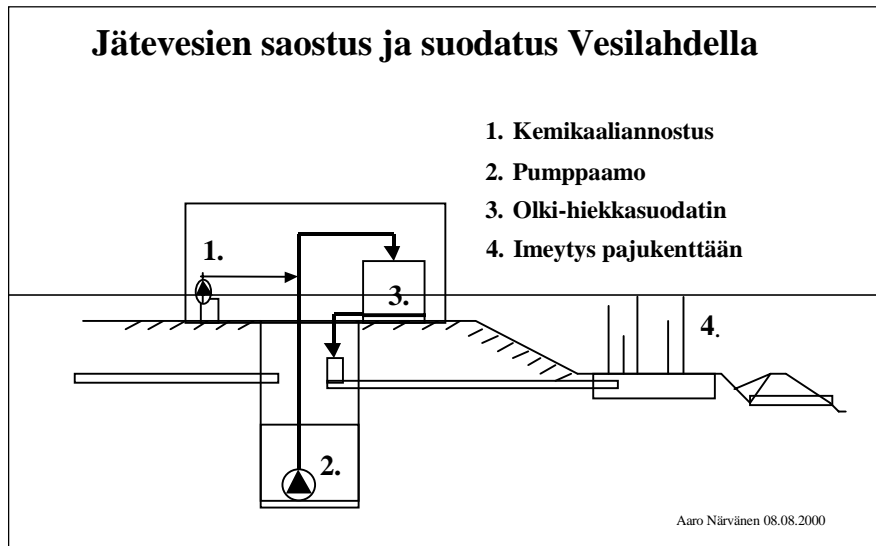 Jätevesien saostus ja suodatus Vesilahdella
1. Kemikaaliannostus
2. Pumppaamo
3. Olki-hiekkasuodatin
4. Imeytys pajukenttään
1.
3.
4.
2.
Aaro Närvänen 08.08.2000